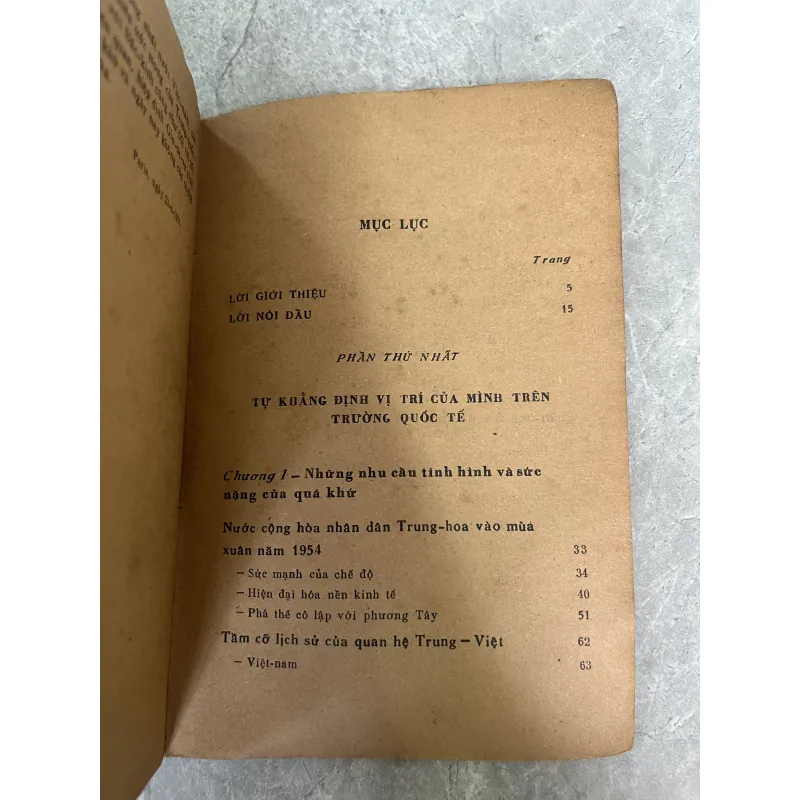 Paris, ngày
MỤC LỤC
Trang
LỜI GIỚI THIỆU 5
LỜI NÓI ĐẦU 15
PHẦN THỨ NHẤT
TỰ KHẲNG ĐỊNH VỊ TRÍ CỦA MÌNH TRÊN
TRƯỜNG QUỐC TẾ
Chương I – Những nhu cầu tình hình và sức
nặng của quá khứ
Nước cộng hòa nhân dân Trung-hoa vào mùa
xuân năm 1954 33
– Sức mạnh của chế độ 34
– Hiện đại hóa nền kinh tế 40
– Phá thế cô lập với phương Tây 51
Tầm cỡ lịch sử của quan hệ Trung – Việt 62
– Việt-nam 63